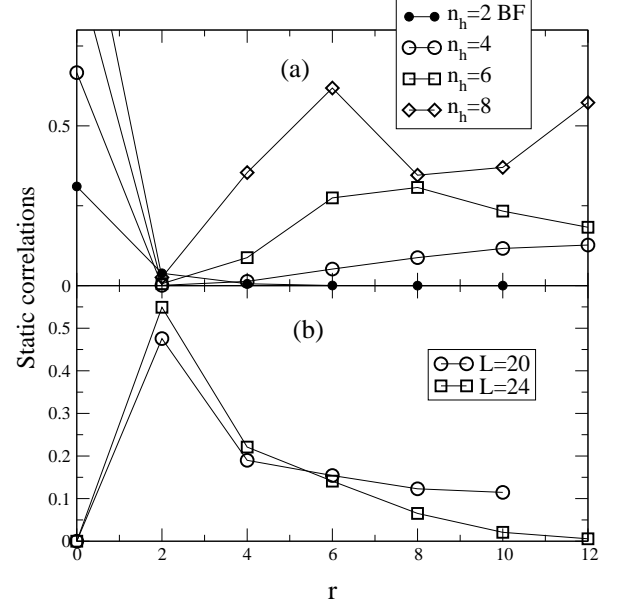 n_h=2 BF
n_h=4
n_h=6
n_h=8
(a)
0.5
0
Static correlations
(b)
L=20
L=24
0.5
0.4
0.3
0.2
0.1
0
0 2 4 6 8 10 12
r